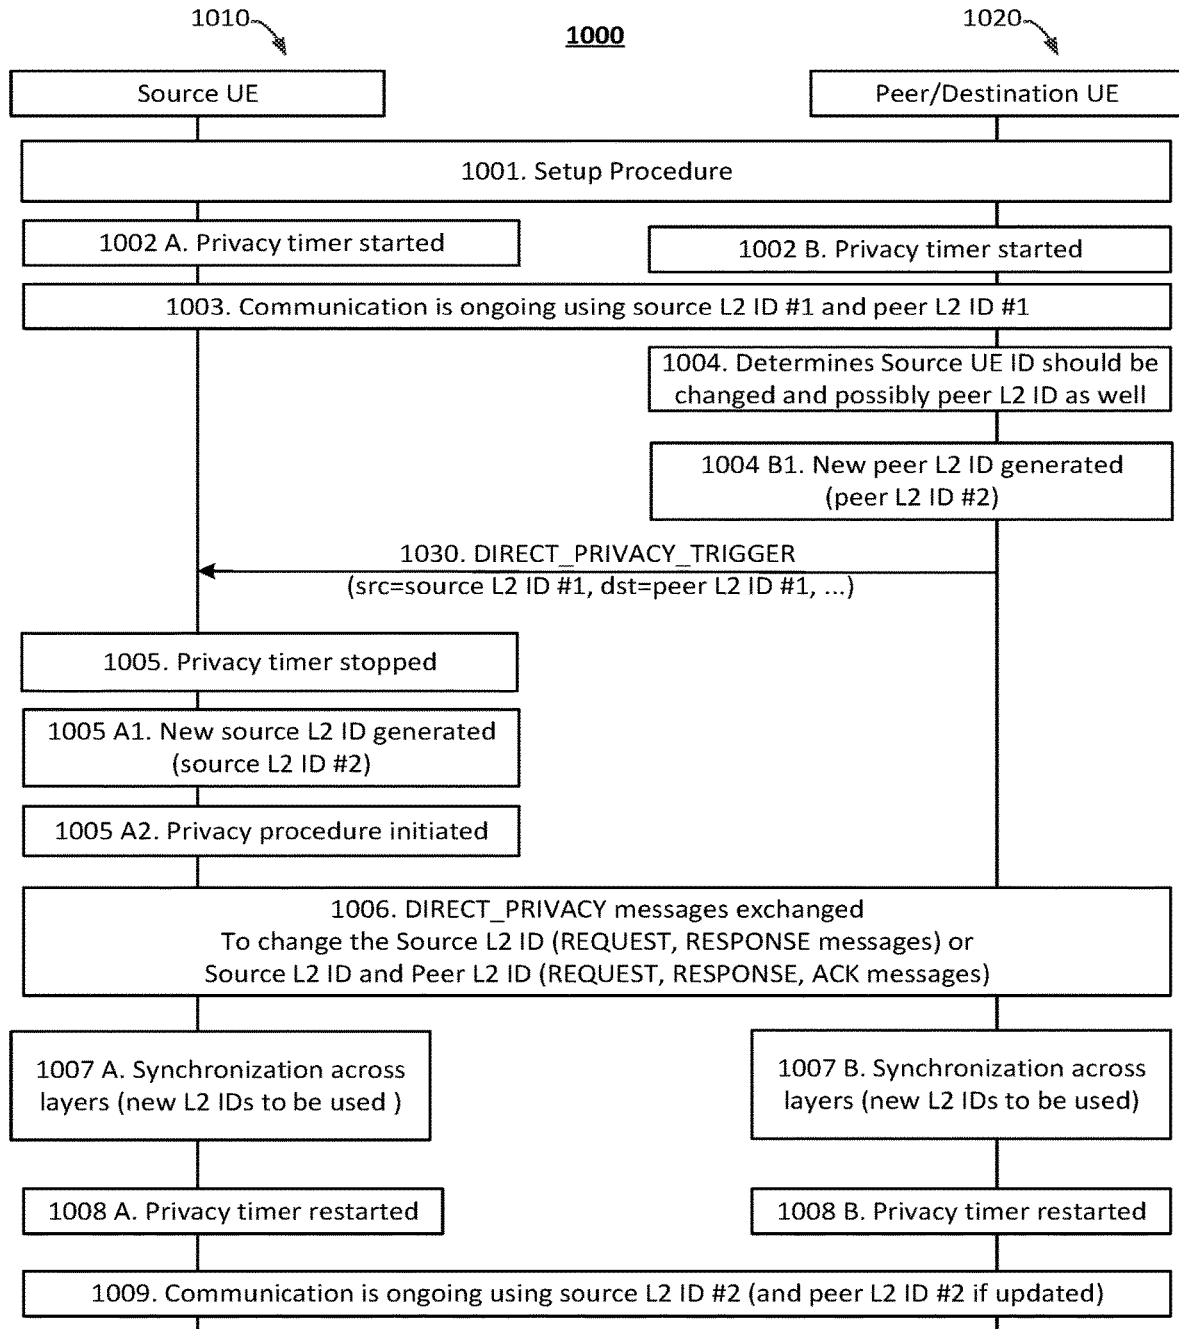 1010
1000
1020
Source UE
Peer/Destination UE
1001. Setup Procedure
1002 A. Privacy timer started
1002 B. Privacy timer started
1003. Communication is ongoing using source L2 ID #1 and peer L2 ID #1
1004. Determines Source UE ID should be
changed and possibly peer L2 ID as well
1004 B1. New peer L2 ID generated
(peer L2 ID #2)
1030. DIRECT_PRIVACY_TRIGGER
(src=source L2 ID #1, dst=peer L2 ID #1, ...)
1005. Privacy timer stopped
1005 A1. New source L2 ID generated
(source L2 ID #2)
1005 A2. Privacy procedure initiated
1006. DIRECT_PRIVACY messages exchanged
To change the Source L2 ID (REQUEST, RESPONSE messages) or
Source L2 ID and Peer L2 ID (REQUEST, RESPONSE, ACK messages)
1007 A. Synchronization across
layers (new L2 IDs to be used )
1007 B. Synchronization across
layers (new L2 IDs to be used)
1008 A. Privacy timer restarted
1008 B. Privacy timer restarted
1009. Communication is ongoing using source L2 ID #2 (and peer L2 ID #2 if updated)